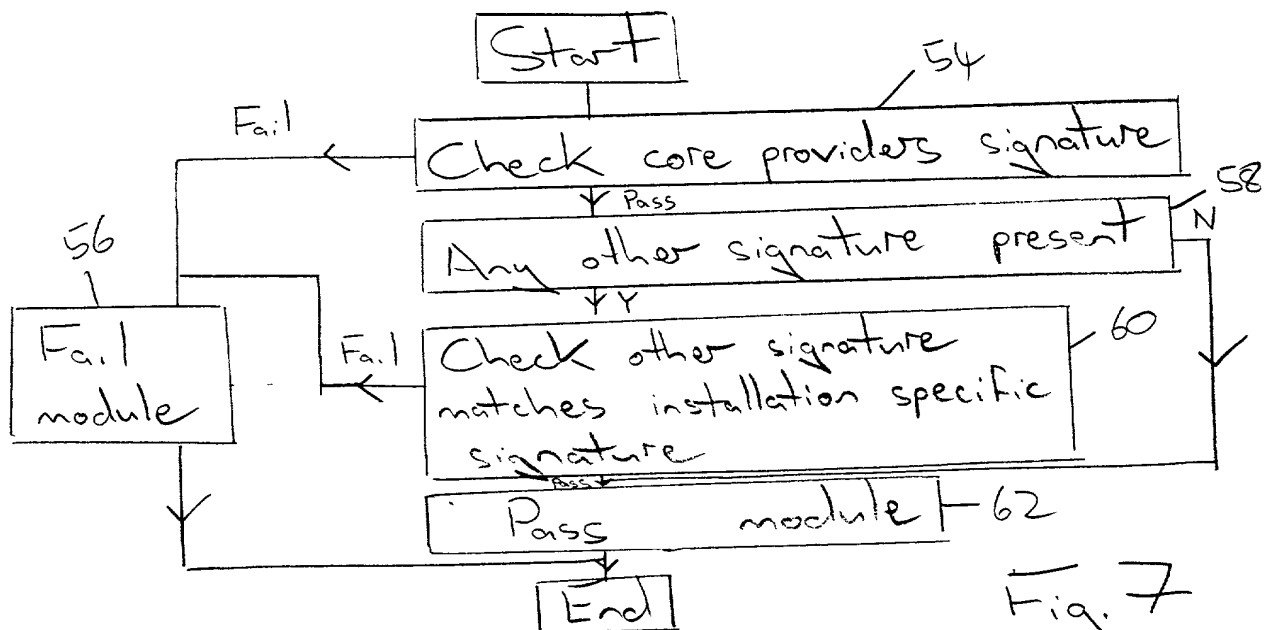 Start
54
Fail
Check core providers signature
Pass
58
N
56
Any other signature present
Y
Fail
module
Fail
Check other signature
matches installation specific
signature
60
Pass
Pass module
62
End
Fig. 7